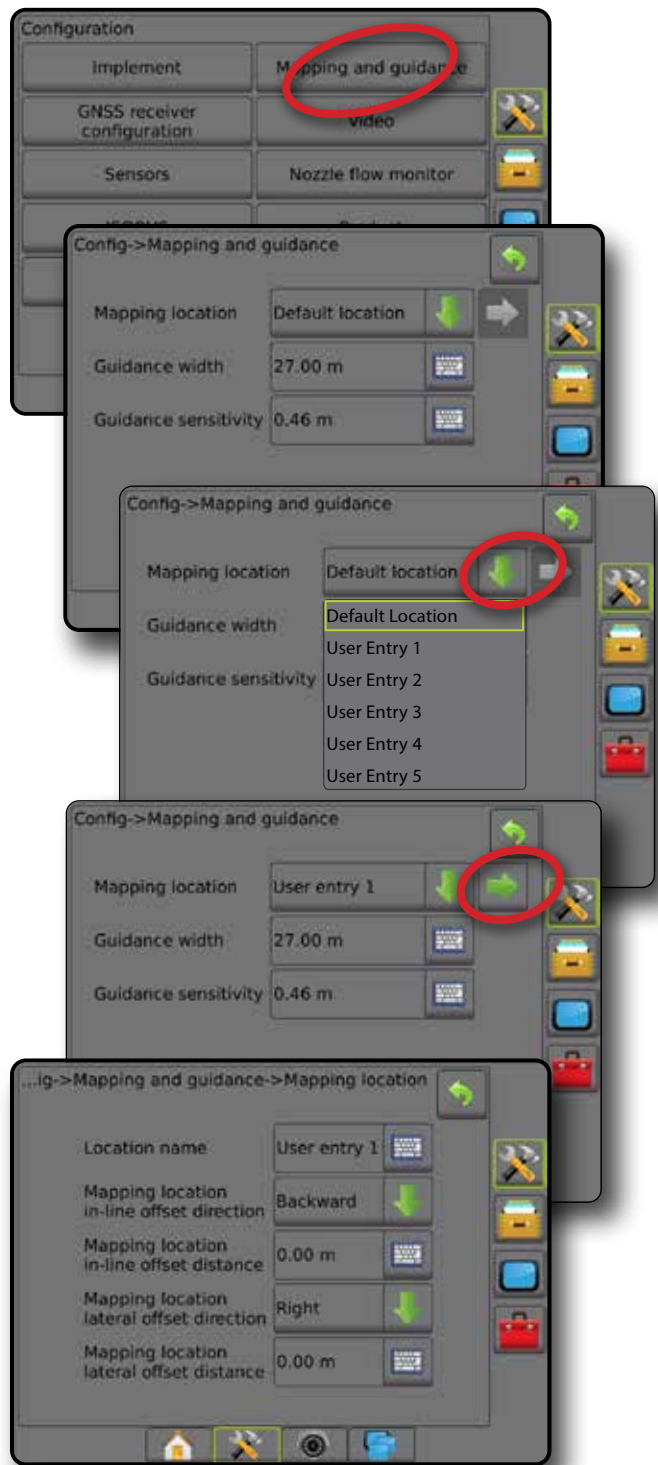 Configuration
Implement
Mapping and guidance
GNSS receiver
configuration
Video
Sensors
Nozzle flow monitor
Config->Mapping and guidance
Mapping location
Default location
Guidance width
27.00 m
Guidance sensitivity
0.46 m
Config->Mapping and guidance
Mapping location
Default location
Guidance width
Guidance sensitivity
Default Location
User Entry 1
User Entry 2
User Entry 3
User Entry 4
User Entry 5
Config->Mapping and guidance
Mapping location
User entry 1
Guidance width
27.00 m
Guidance sensitivity
0.46 m
...ig->Mapping and guidance->Mapping location
Location name
User entry 1
Mapping location
in-line offset direction
Backward
Mapping location
in-line offset distance
0.00 m
Mapping location
lateral offset direction
Right
Mapping location
lateral offset distance
0.00 m